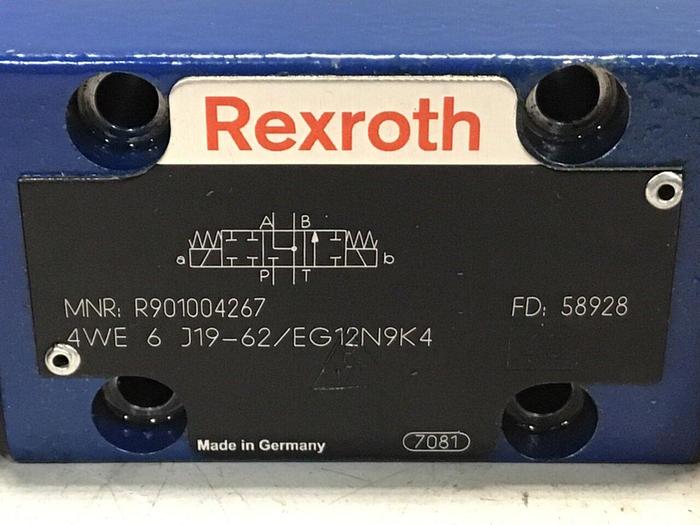 Rexroth
A B
a b
P T
MNR: R901004267 FD: 58928
4WE 6 J19-62/EG12N9K4
Made in Germany 7081